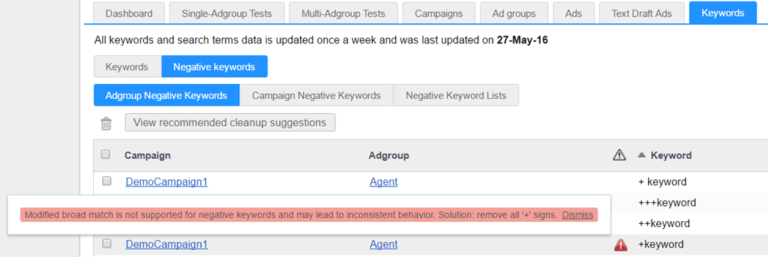 Dashboard Single-Adgroup Tests Multi-Adgroup Tests Campaigns Ad groups Ads Text Draft Ads Keywords
All keywords and search terms data is updated once a week and was last updated on 27-May-16
Keywords Negative keywords
Adgroup Negative Keywords Campaign Negative Keywords Negative Keyword Lists
View recommended cleanup suggestions
Campaign Adgroup Keyword
DemoCampaign1 Agent + keyword
+++keyword
Modified broad match is not supported for negative keywords and may lead to inconsistent behavior. Solution: remove all '+' signs. Dismiss
++keyword
DemoCampaign1 Agent +keyword